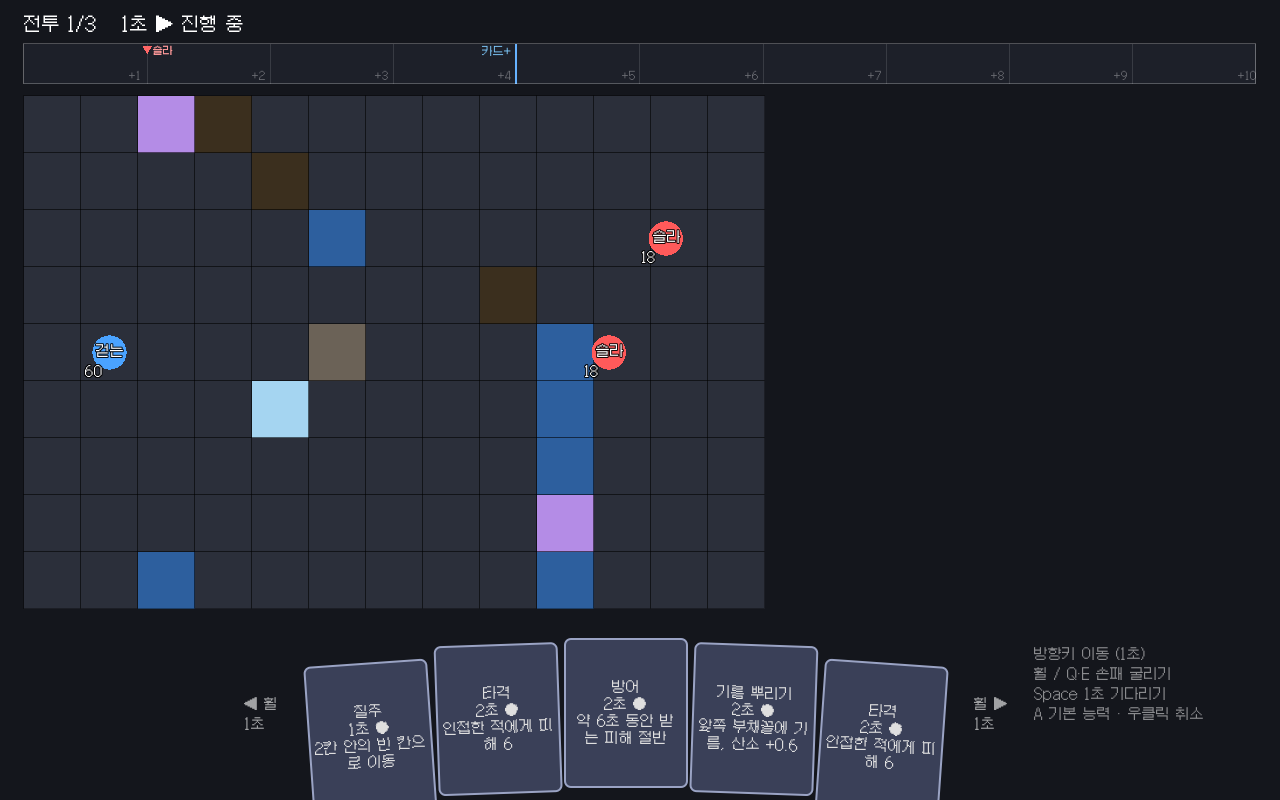 전투 1/3 1초 ▶ 진행 중
▼슬라 카드+
+1 +2 +3 +4 +5 +6 +7 +8 +9 +10
슬라
18
걷는
60
슬라
18
◀ 휠
1초
질주
1초
2칸 안의 빈 칸으
로 이동
타격
2초
인접한 적에게 피
해 6
방어
2초
약 6초 동안 받
는 피해 절반
기름 뿌리기
2초
앞쪽 부채꼴에 기
름, 산소 +0.6
타격
2초
인접한 적에게 피
해 6
휠 ▶
1초
방향키 이동 (1초)
휠 / Q·E 손패 굴리기
Space 1초 기다리기
A 기본 능력 · 우클릭 취소